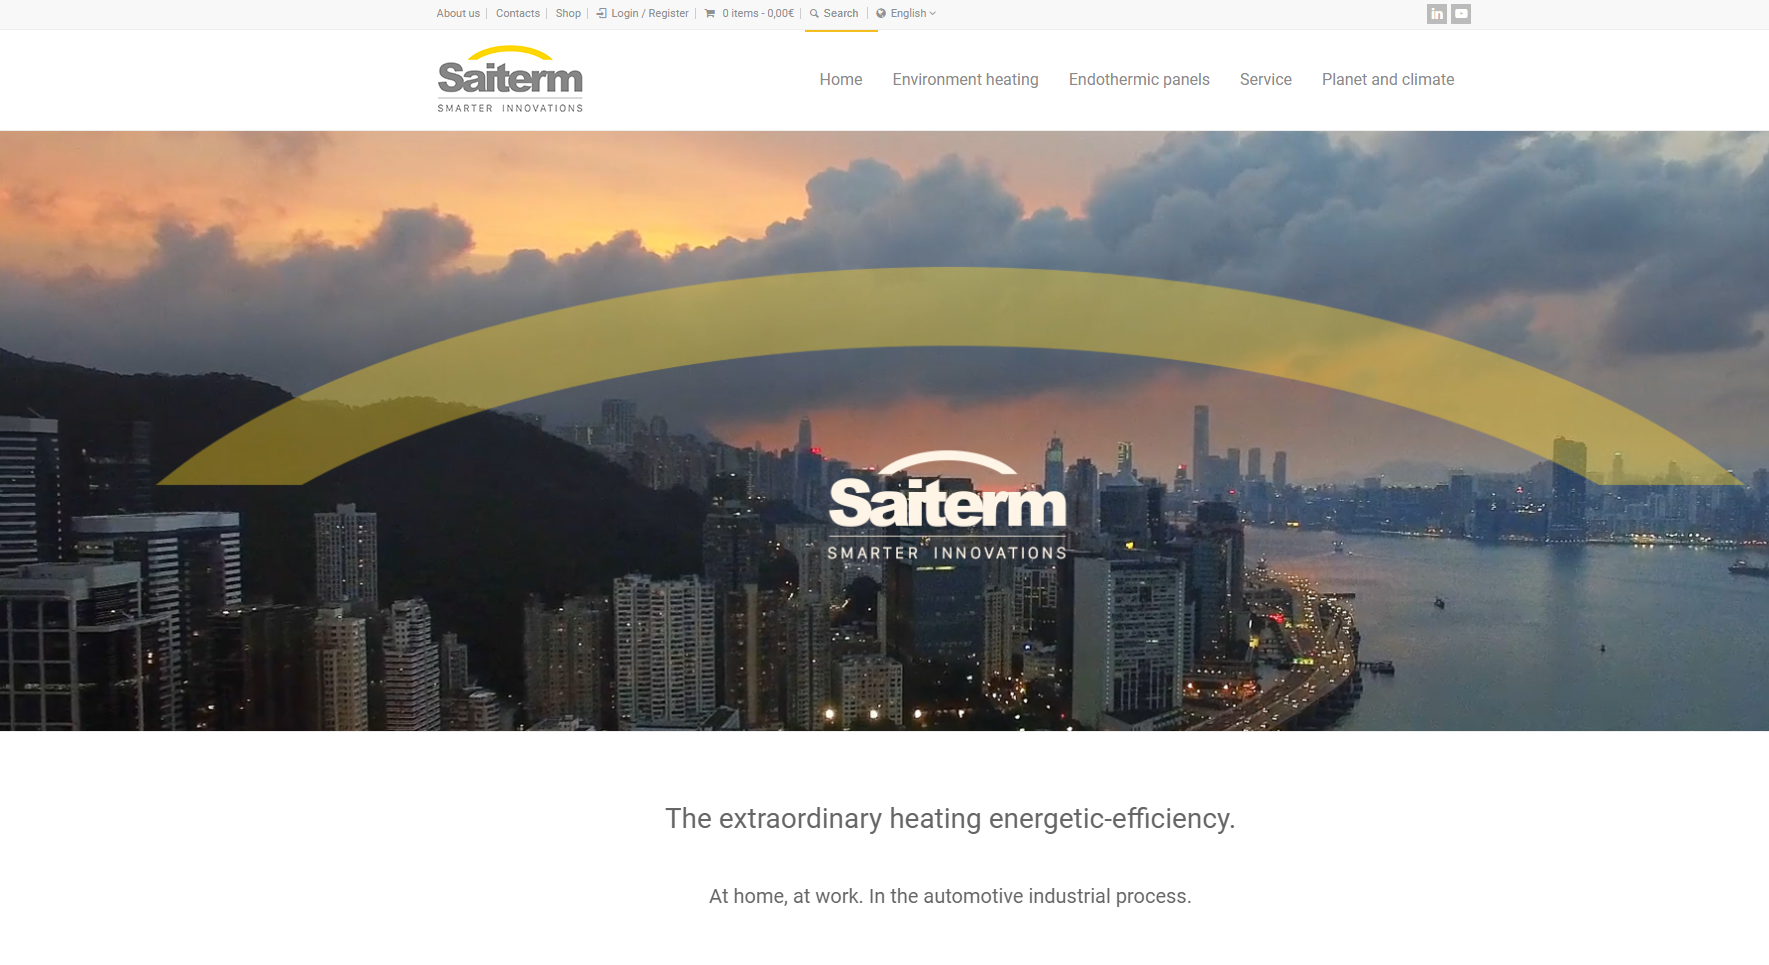 About us
Contacts
Shop
Login / Register
0 items - 0,00€
Search
English
in
Saiterm
SMARTER INNOVATIONS
Home
Environment heating
Endothermic panels
Service
Planet and climate
Saiterm
SMARTER INNOVATIONS
The extraordinary heating energetic-efficiency.
At home, at work. In the automotive industrial process.